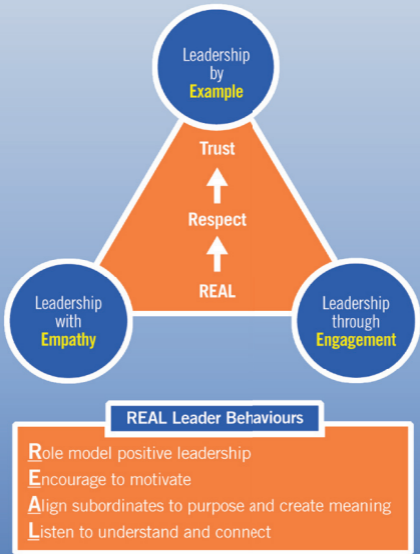 Leadership
by
Example
Trust
Respect
REAL
Leadership
with
Empathy
Leadership
through
Engagement
REAL Leader Behaviours
Role model positive leadership
Encourage to motivate
Align subordinates to purpose and create meaning
Listen to understand and connect